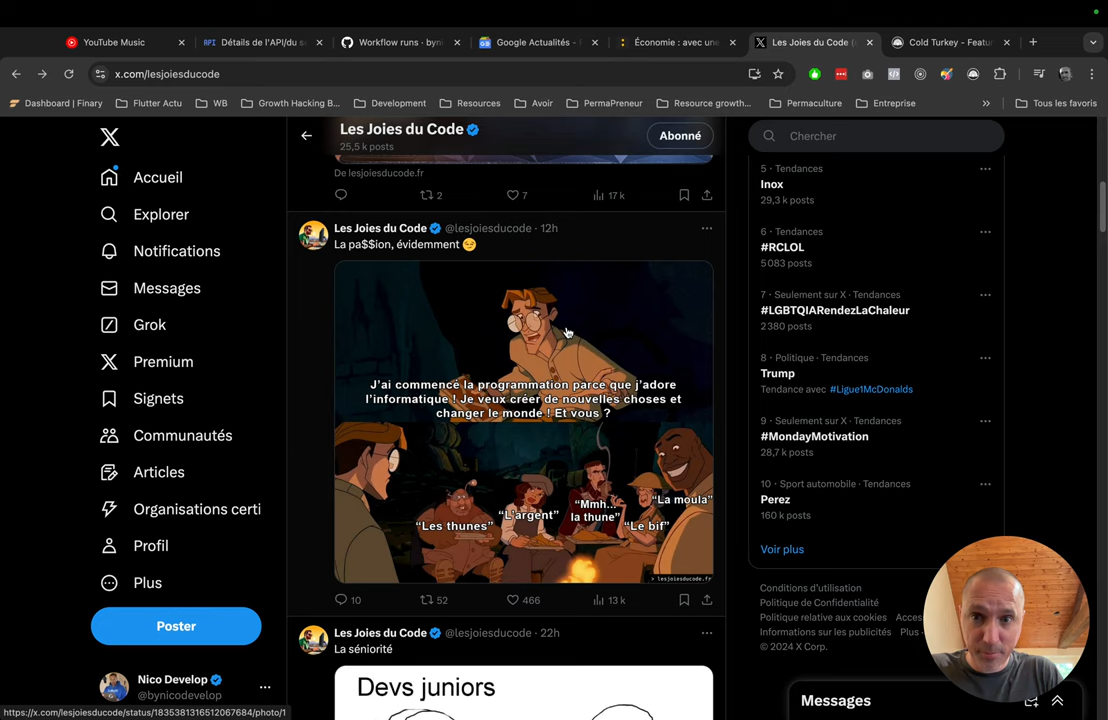 YouTube Music
API
Détails de l'API/du s
Workflow runs · byni
Google Actualités -
Économie : avec une
Les Joies du Code (
Cold Turkey - Featur
x.com/lesjoiesducode
Dashboard | Finary
Flutter Actu
WB
Growth Hacking B...
Development
Resources
Avoir
PermaPreneur
Resource growth...
Permaculture
Entreprise
Tous les favoris
Les Joies du Code
25,5 k posts
Abonné
Chercher
Accueil
Explorer
Notifications
Messages
Grok
Premium
Signets
Communautés
Articles
Organisations certi
Profil
Plus
Poster
Nico Develop
@bynicodevelop
De lesjoiesducode.fr
2
7
17 k
Les Joies du Code @lesjoiesducode · 12h
La pa$$ion, évidemment
J'ai commencé la programmation parce que j'adore
l'informatique ! Je veux créer de nouvelles choses et
changer le monde ! Et vous ?
"Les thunes"
"L'argent"
"Mmh...
la thune"
"Le bif"
"La moula"
> lesjoiesducode.fr
10
52
466
13 k
Les Joies du Code @lesjoiesducode · 22h
La séniorité
Devs juniors
5 · Tendances
Inox
29,3 k posts
6 · Tendances
#RCLOL
5 083 posts
7 · Seulement sur X · Tendances
#LGBTQIARendezLaChaleur
2 380 posts
8 · Politique · Tendances
Trump
Tendance avec #Ligue1McDonalds
9 · Seulement sur X · Tendances
#MondayMotivation
28,7 k posts
10 · Sport automobile · Tendances
Perez
160 k posts
Voir plus
Conditions d'utilisation
Politique de Confidentialité
Politique relative aux cookies Acces
Informations sur les publicités Plus
© 2024 X Corp.
Messages
https://x.com/lesjoiesducode/status/1835381316512067684/photo/1